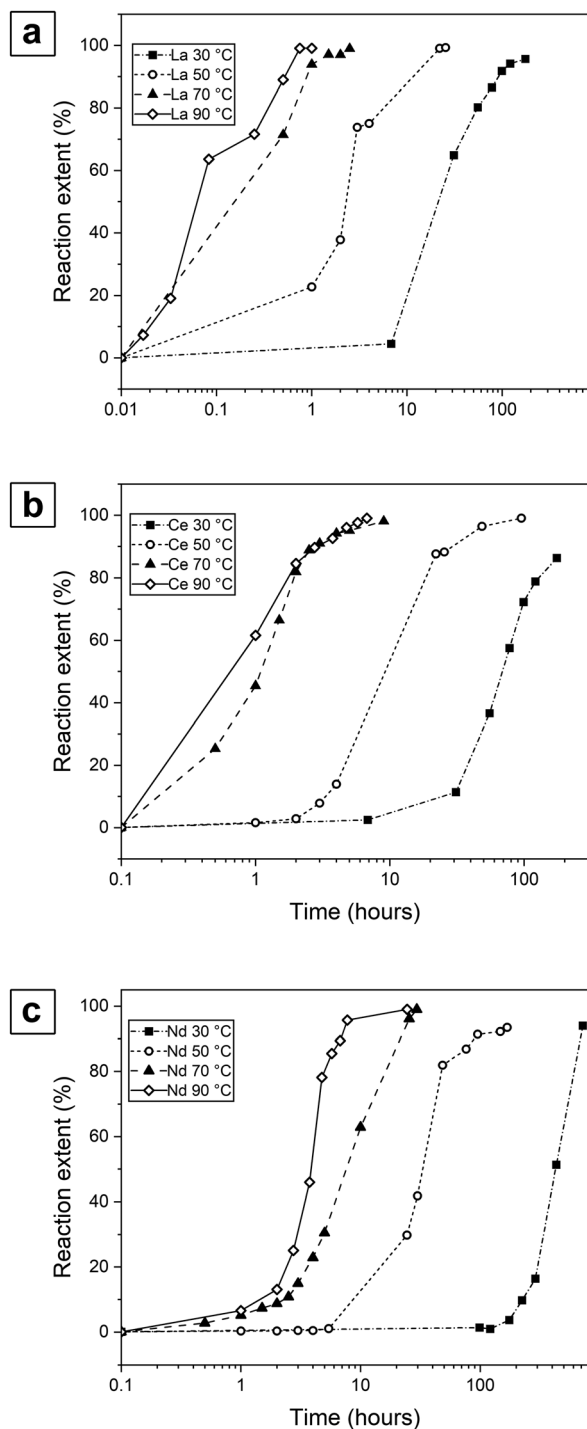 a
La 30 °C
La 50 °C
La 70 °C
La 90 °C
Reaction extent (%)
100
80
60
40
20
0
0.01
0.1
1
10
100
b
Ce 30 °C
Ce 50 °C
Ce 70 °C
Ce 90 °C
Reaction extent (%)
100
80
60
40
20
0
0.1
1
10
100
Time (hours)
c
Nd 30 °C
Nd 50 °C
Nd 70 °C
Nd 90 °C
Reaction extent (%)
100
80
60
40
20
0
0.1
1
10
100
Time (hours)